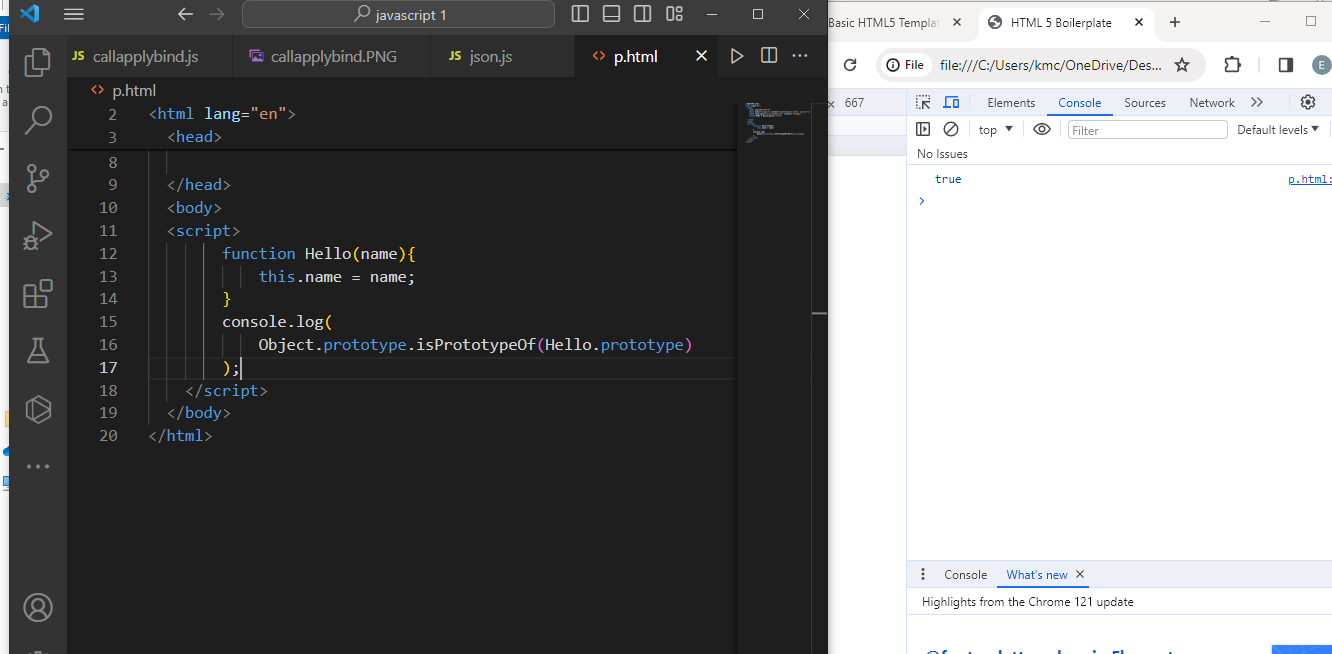 javascript 1
JS callapplybind.js
callapplybind.PNG
JS json.js
<> p.html
<> p.html
2 <html lang="en">
3 <head>
8
9 </head>
10 <body>
11 <script>
12 function Hello(name){
13 this.name = name;
14 }
15 console.log(
16 Object.prototype.isPrototypeOf(Hello.prototype)
17 );
18 </script>
19 </body>
20 </html>
Basic HTML5 Templat
HTML 5 Boilerplate
File file:///C:/Users/kmc/OneDrive/Des...
E
667
Elements Console Sources Network
top Filter Default levels
No Issues
true p.html:
Console What's new
Highlights from the Chrome 121 update